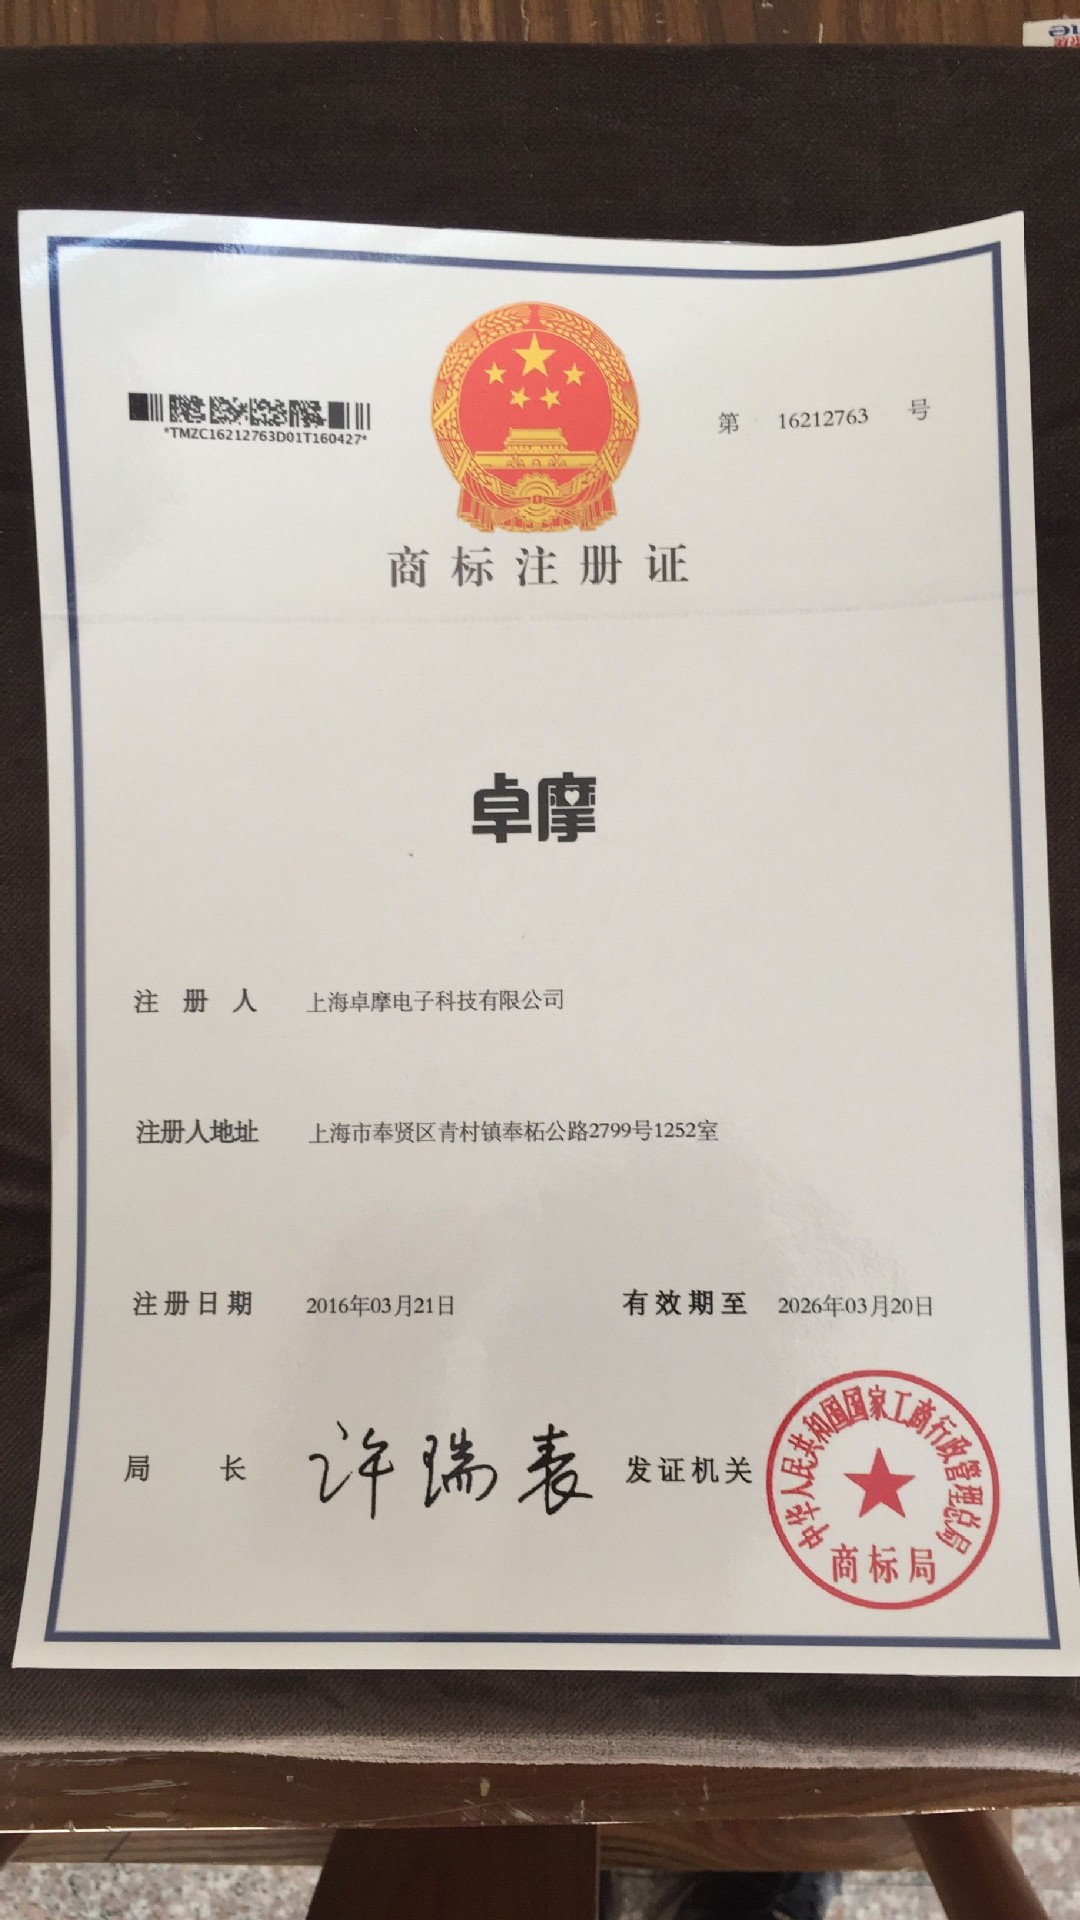 *TMZC16212763D01T160427*
第 16212763 号
商标注册证
卓摩
注册人 上海卓摩电子科技有限公司
注册人地址 上海市奉贤区青村镇奉柘公路2799号1252室
注册日期 2016年03月21日 有效期至 2026年03月20日
局长 许瑞表 发证机关
中华人民共和国国家工商行政管理总局
商标局